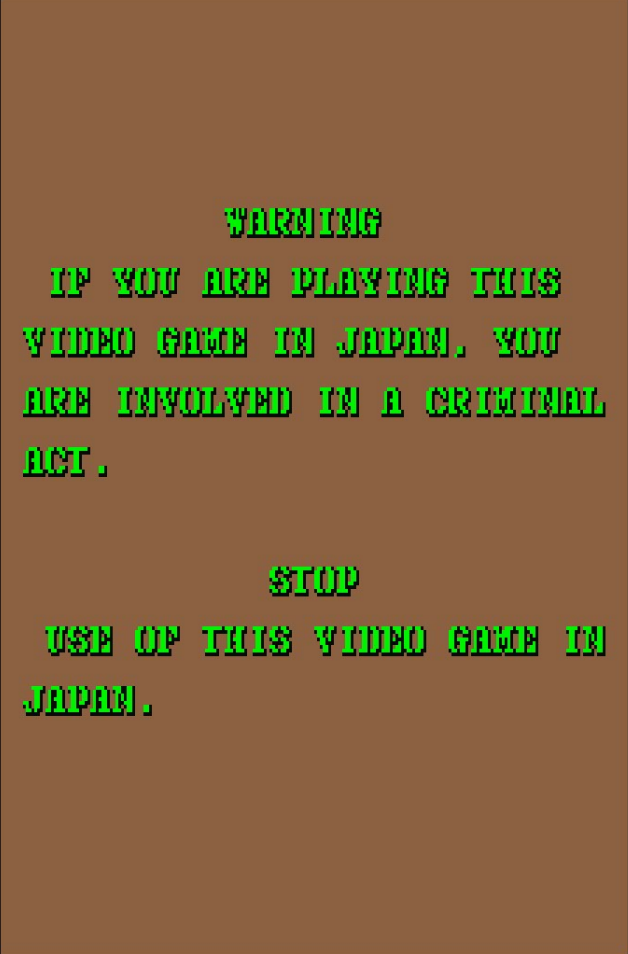 WARNING
IF YOU ARE PLAYING THIS
VIDEO GAME IN JAPAN, YOU
ARE INVOLVED IN A CRIMINAL
ACT.
STOP
USE OF THIS VIDEO GAME IN
JAPAN.